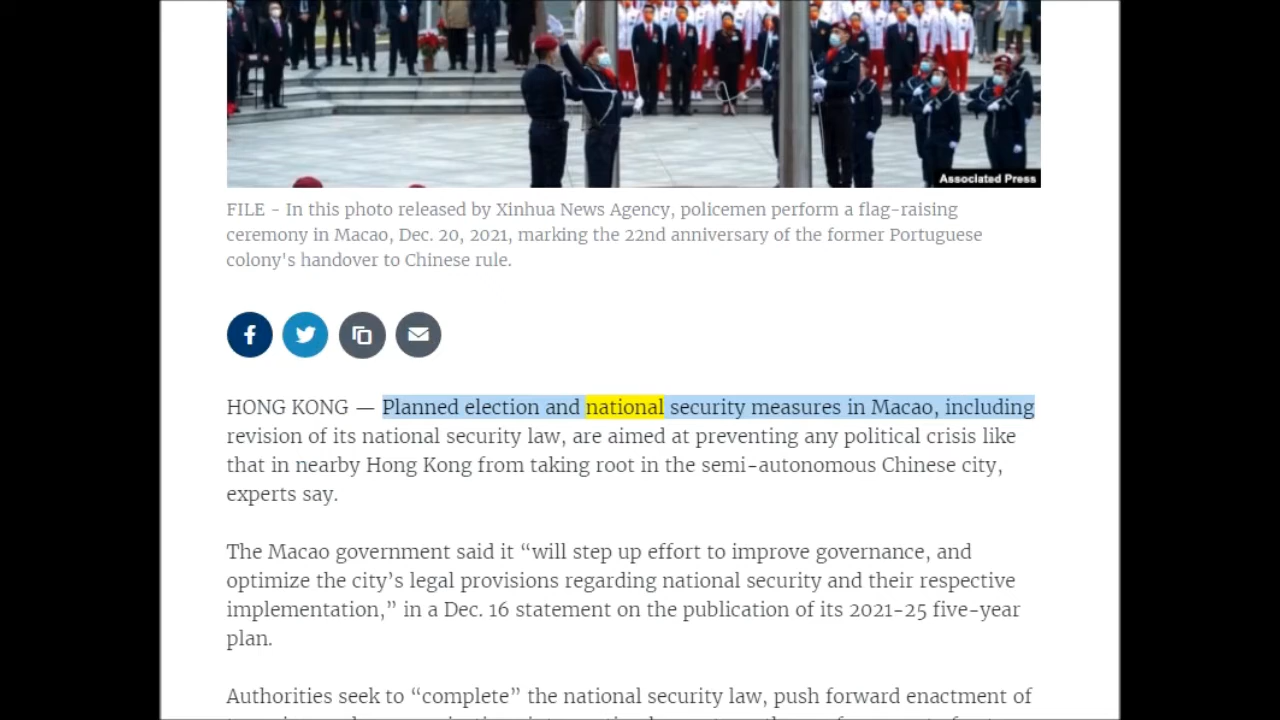 Associated Press
FILE - In this photo released by Xinhua News Agency, policemen perform a flag-raising
ceremony in Macao, Dec. 20, 2021, marking the 22nd anniversary of the former Portuguese
colony's handover to Chinese rule.
HONG KONG — Planned election and national security measures in Macao, including
revision of its national security law, are aimed at preventing any political crisis like
that in nearby Hong Kong from taking root in the semi-autonomous Chinese city,
experts say.
The Macao government said it “will step up effort to improve governance, and
optimize the city’s legal provisions regarding national security and their respective
implementation,” in a Dec. 16 statement on the publication of its 2021-25 five-year
plan.
Authorities seek to “complete” the national security law, push forward enactment of